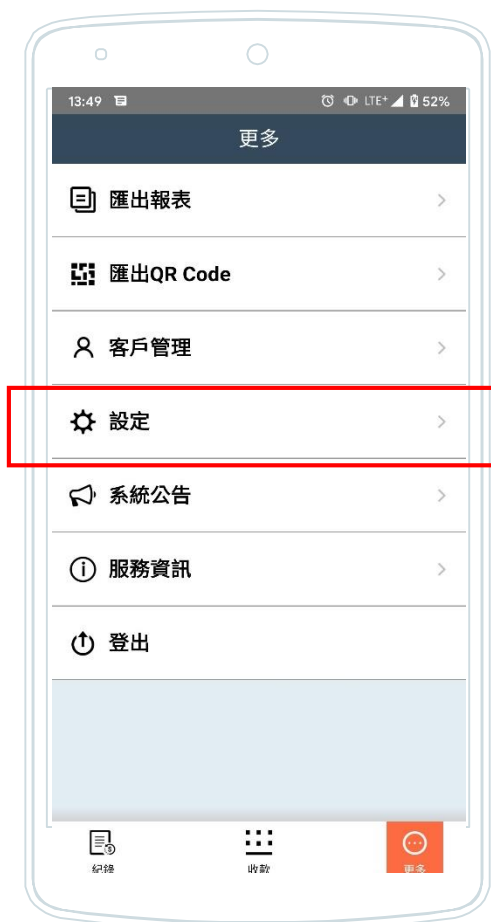 13:49 LTE+ 52%
更多
匯出報表
匯出QR Code
客戶管理
設定
系統公告
服務資訊
登出
紀錄 收款 更多